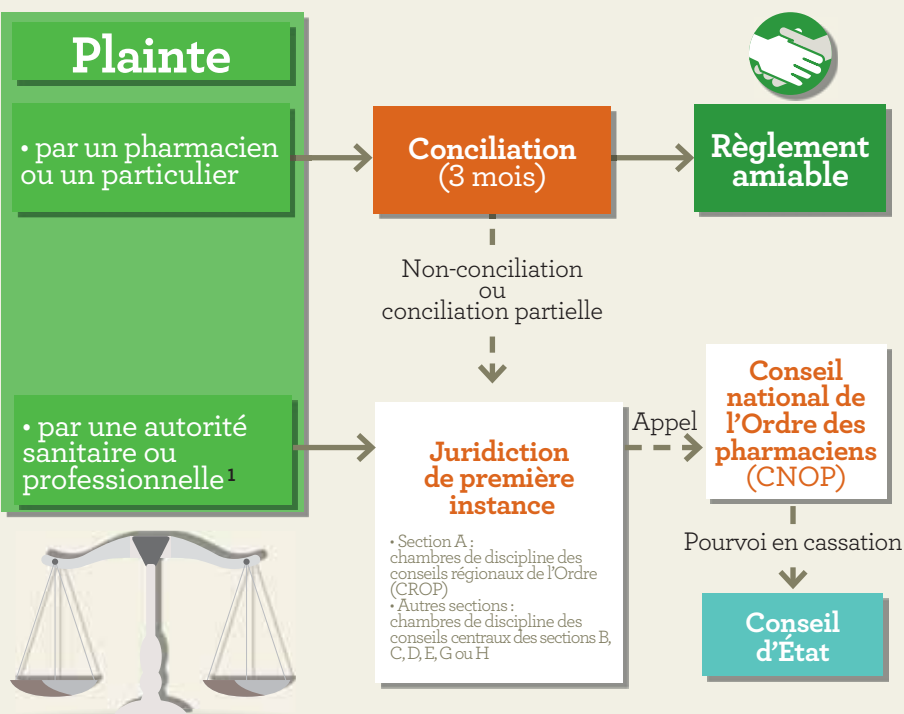 Plainte
• par un pharmacien
ou un particulier
Conciliation
(3 mois)
Règlement
amiable
Non-conciliation
ou
conciliation partielle
• par une autorité
sanitaire ou
professionnelle¹
Juridiction
de première
instance
• Section A :
chambres de discipline des
conseils régionaux de l'Ordre
(CROP)
• Autres sections :
chambres de discipline des
conseils centraux des sections B,
C, D, E, G ou H
Appel
Conseil
national de
l'Ordre des
pharmaciens
(CNOP)
Pourvoi en cassation
Conseil
d'État